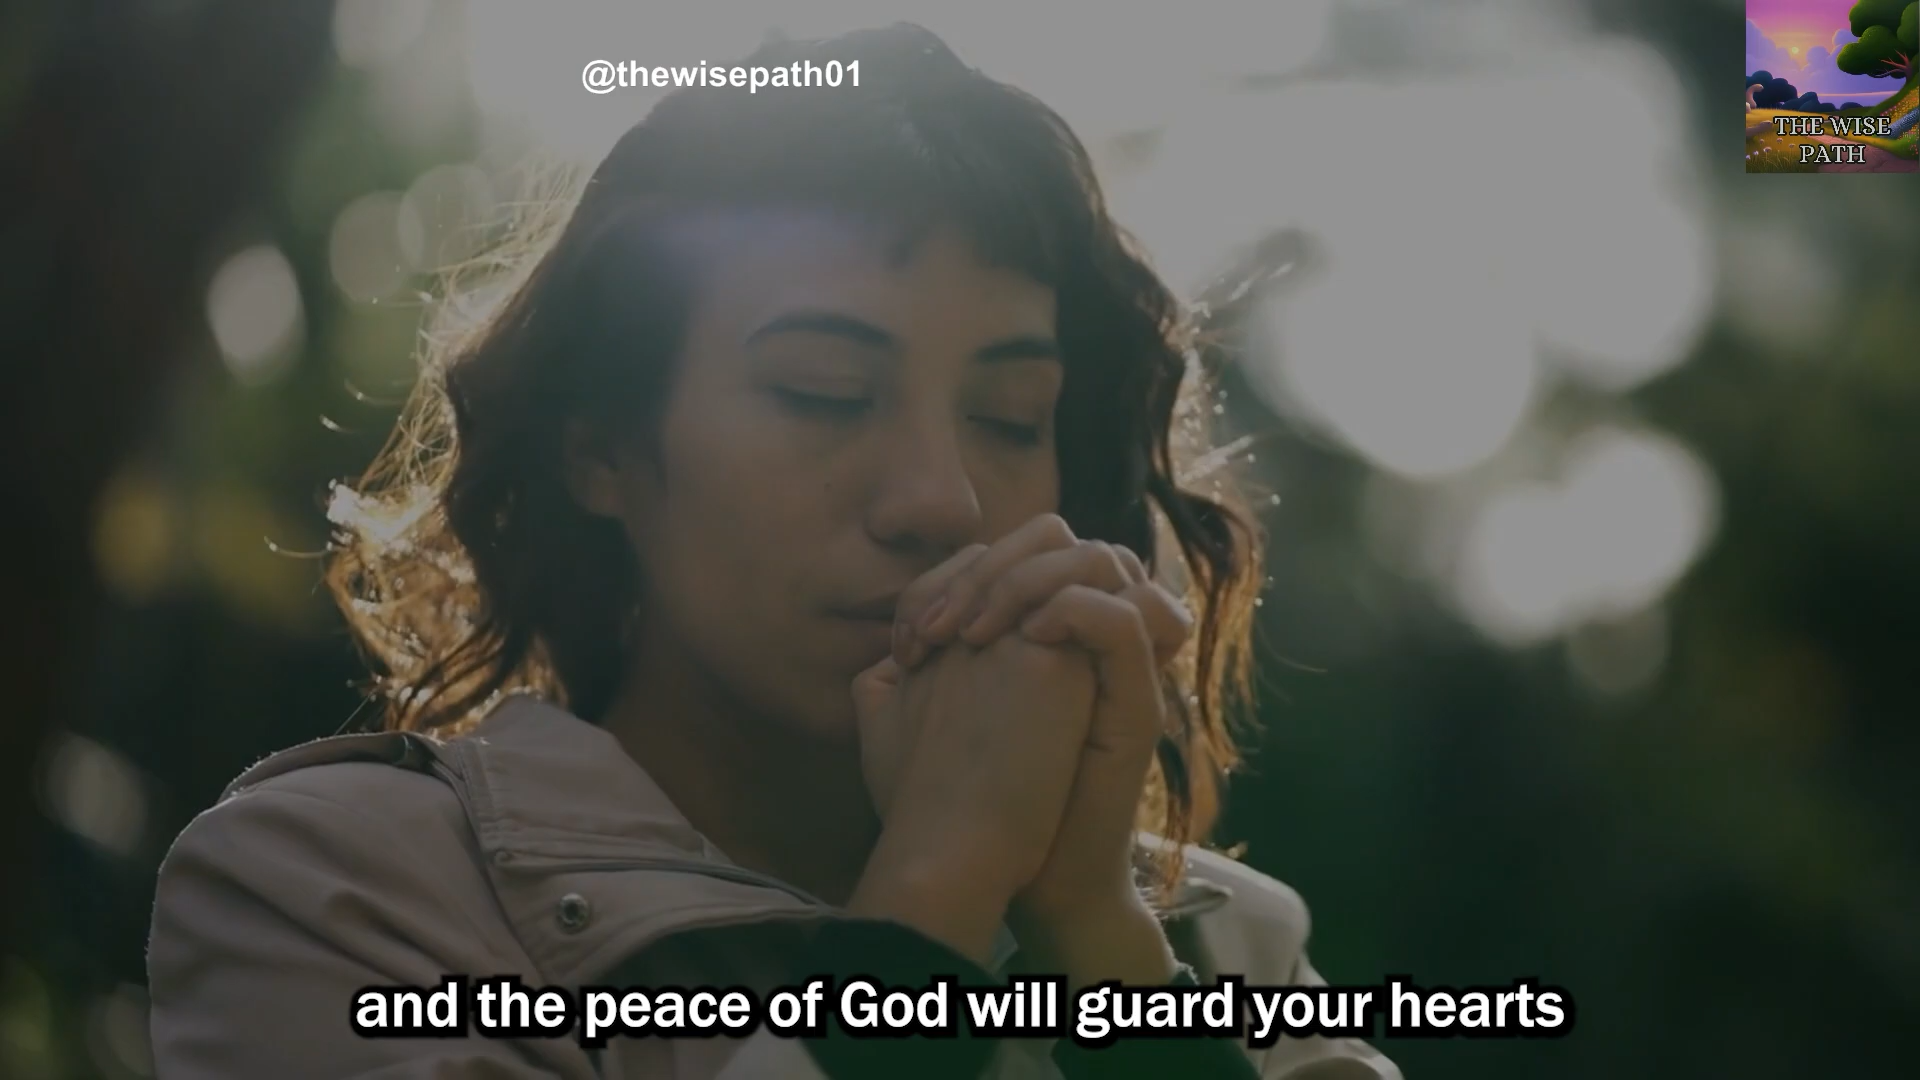 @thewisepath01
THE WISE
PATH
and the peace of God will guard your hearts